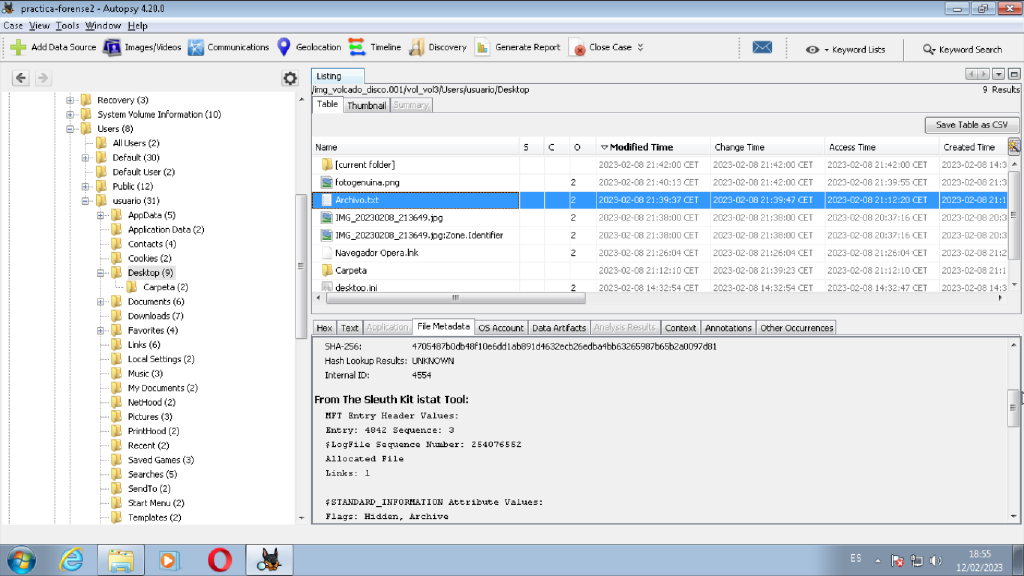 practica-forense2 - Autopsy 4.20.0
Case View Tools Window Help
Add Data Source Images/Videos Communications Geolocation Timeline Discovery Generate Report Close Case Keyword Lists Keyword Search
Listing
/img_volcado_disco.001/vol_vol3/Users/usuario/Desktop
9 Results
Table Thumbnail Summary
Save Table as CSV
Name S C O Modified Time Change Time Access Time Created Time
[current folder] 2023-02-08 21:42:00 CET 2023-02-08 21:42:00 CET 2023-02-08 21:42:00 CET 2023-02-08 14:3
fotogenuina.png 2 2023-02-08 21:40:13 CET 2023-02-08 21:42:00 CET 2023-02-08 21:39:55 CET 2023-02-08 21:3
Archivo.txt 2 2023-02-08 21:39:37 CET 2023-02-08 21:39:47 CET 2023-02-08 21:12:20 CET 2023-02-08 21:1
IMG_20230208_213649.jpg 2 2023-02-08 21:38:00 CET 2023-02-08 21:38:00 CET 2023-02-08 20:37:16 CET 2023-02-08 20:3
IMG_20230208_213649.jpg:Zone.Identifier 2 2023-02-08 21:38:00 CET 2023-02-08 21:38:00 CET 2023-02-08 20:37:16 CET 2023-02-08 20:3
Navegador Opera.lnk 2 2023-02-08 21:26:04 CET 2023-02-08 21:26:04 CET 2023-02-08 21:26:04 CET 2023-02-08 21:2
Carpeta 2023-02-08 21:12:10 CET 2023-02-08 21:39:23 CET 2023-02-08 21:12:10 CET 2023-02-08 21:1
desktop.ini 2 2023-02-08 14:32:54 CET 2023-02-08 14:32:54 CET 2023-02-08 14:32:47 CET 2023-02-08 14:3
Recovery (3)
System Volume Information (10)
Users (8)
All Users (2)
Default (30)
Default User (2)
Public (12)
usuario (31)
AppData (5)
Application Data (2)
Contacts (4)
Cookies (2)
Desktop (9)
Carpeta (2)
Documents (6)
Downloads (7)
Favorites (4)
Links (6)
Local Settings (2)
Music (3)
My Documents (2)
NetHood (2)
Pictures (3)
PrintHood (2)
Recent (2)
Saved Games (3)
Searches (5)
SendTo (2)
Start Menu (2)
Templates (2)
Hex Text Application File Metadata OS Account Data Artifacts Analysis Results Context Annotations Other Occurrences
SHA-256: 4705487b0db48f10e6dd1ab891d4632ecb26edba4bb63265987b65b2a0097d81
Hash Lookup Results: UNKNOWN
Internal ID: 4554
From The Sleuth Kit istat Tool:
MFT Entry Header Values:
Entry: 4842 Sequence: 3
$LogFile Sequence Number: 254076552
Allocated File
Links: 1
$STANDARD_INFORMATION Attribute Values:
Flags: Hidden, Archive
ES
18:55
12/02/2023